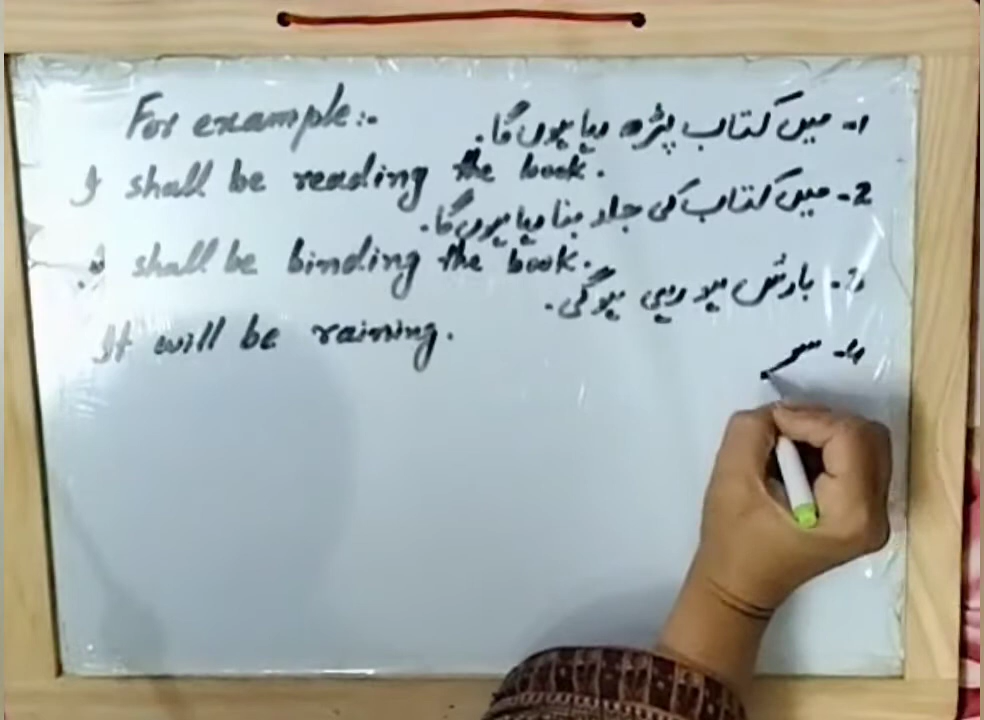 For example:-
1- میں کتاب پڑھ رہا ہوں گا۔
I shall be reading the book.
2- میں کتاب کی جلد بنا رہا ہوں گا۔
I shall be binding the book.
3- بارش ہو رہی ہو گی۔
It will be raining.
4-